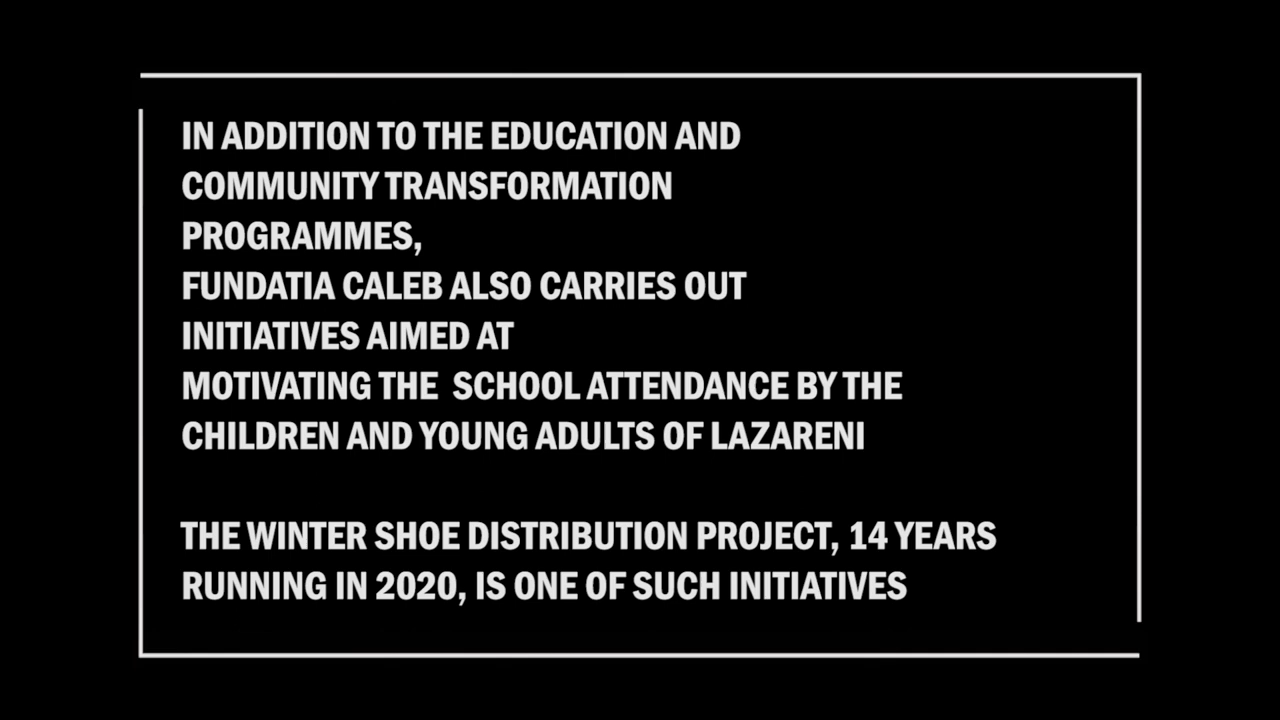 IN ADDITION TO THE EDUCATION AND
COMMUNITY TRANSFORMATION
PROGRAMMES,
FUNDATIA CALEB ALSO CARRIES OUT
INITIATIVES AIMED AT
MOTIVATING THE  SCHOOL ATTENDANCE BY THE
CHILDREN AND YOUNG ADULTS OF LAZARENI
THE WINTER SHOE DISTRIBUTION PROJECT, 14 YEARS
RUNNING IN 2020, IS ONE OF SUCH INITIATIVES